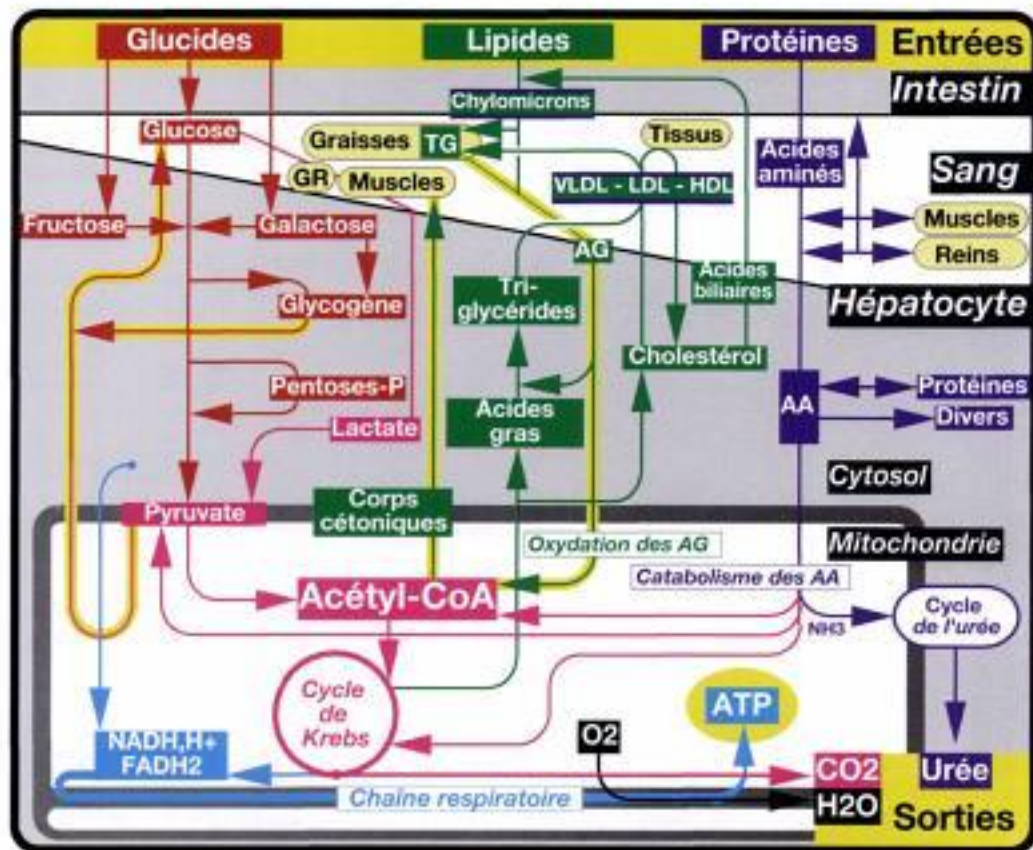 Glucides
Lipides
Protéines
Entrées
Intestin
Chylomicrons
Glucose
Graisses
TG
Tissus
Acides
aminés
Sang
GR
Muscles
VLDL - LDL - HDL
Muscles
Fructose
Galactose
AG
Reins
Acides
biliaires
Tri-
glycérides
Glycogène
Hépatocyte
Cholestérol
Pentoses-P
AA
Protéines
Divers
Lactate
Acides
gras
Cytosol
Pyruvate
Corps
cétoniques
Oxydation des AG
Mitochondrie
Catabolisme des AA
Acétyl-CoA
NH3
Cycle
de l'urée
Cycle
de
Krebs
ATP
O2
NADH,H+
FADH2
CO2
Urée
Chaîne respiratoire
H2O
Sorties